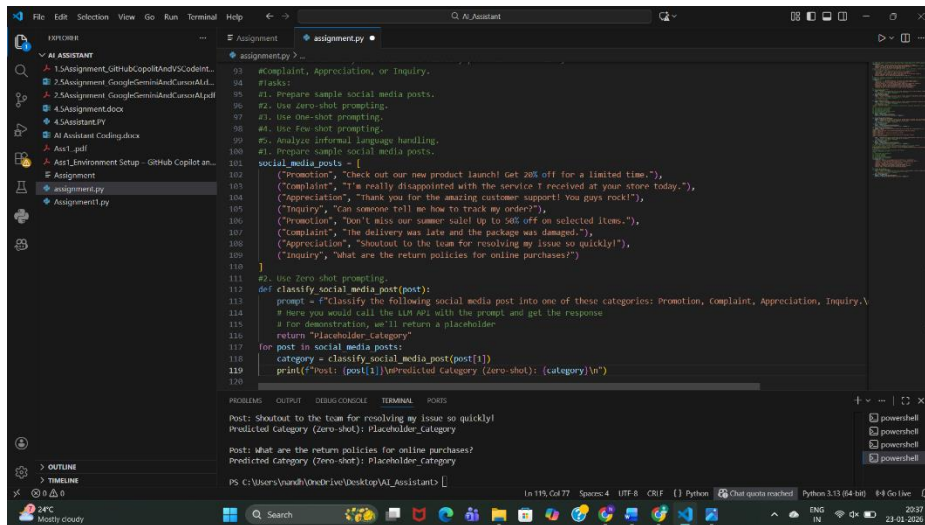 File Edit Selection View Go Run Terminal Help
AI_Assistant
EXPLORER
Assignment
assignment.py
AI ASSISTANT
1.5Assignment_GitHubCopolitAndVSCodeInt...
2.5Assignment_GoogleGeminiAndCursorAI.d...
2.5Assignment_GoogleGeminiAndCursorAI.pdf
4.5Assignment.docx
4.5Assistant.PY
AI Assistant Coding.docx
Ass1_.pdf
Ass1_Environment Setup – GitHub Copilot an...
Assignment
assignment.py
Assignment1.py
OUTLINE
TIMELINE
assignment.py > ...
93 #Complaint, Appreciation, or Inquiry.
94 #Tasks:
95 #1. Prepare sample social media posts.
96 #2. Use Zero-shot prompting.
97 #3. Use One-shot prompting.
98 #4. Use Few-shot prompting.
99 #5. Analyze informal language handling.
100 #1. Prepare sample social media posts.
101 social_media_posts = [
102 ("Promotion", "Check out our new product launch! Get 20% off for a limited time."),
103 ("Complaint", "I'm really disappointed with the service I received at your store today."),
104 ("Appreciation", "Thank you for the amazing customer support! You guys rock!"),
105 ("Inquiry", "Can someone tell me how to track my order?"),
106 ("Promotion", "Don't miss our summer sale! Up to 50% off on selected items."),
107 ("Complaint", "The delivery was late and the package was damaged."),
108 ("Appreciation", "Shoutout to the team for resolving my issue so quickly!"),
109 ("Inquiry", "What are the return policies for online purchases?")
110 ]
111 #2. Use Zero-shot prompting.
112 def classify_social_media_post(post):
113 prompt = f"Classify the following social media post into one of these categories: Promotion, Complaint, Appreciation, Inquiry.\
114 # Here you would call the LLM API with the prompt and get the response
115 # For demonstration, we'll return a placeholder
116 return "Placeholder_Category"
117 for post in social_media_posts:
118 category = classify_social_media_post(post[1])
119 print(f"Post: {post[1]}\nPredicted Category (Zero-shot): {category}\n")
120
PROBLEMS OUTPUT DEBUG CONSOLE TERMINAL PORTS
Post: Shoutout to the team for resolving my issue so quickly!
Predicted Category (Zero-shot): Placeholder_Category
Post: What are the return policies for online purchases?
Predicted Category (Zero-shot): Placeholder_Category
PS C:\Users\nandh\OneDrive\Desktop\AI_Assistant>
powershell
powershell
powershell
powershell
0 0
Ln 119, Col 77 Spaces: 4 UTF-8 CRLF {} Python Chat quota reached Python 3.13 (64-bit) Go Live
24°C
Mostly cloudy
Search
ENG
IN
20:37
23-01-2026